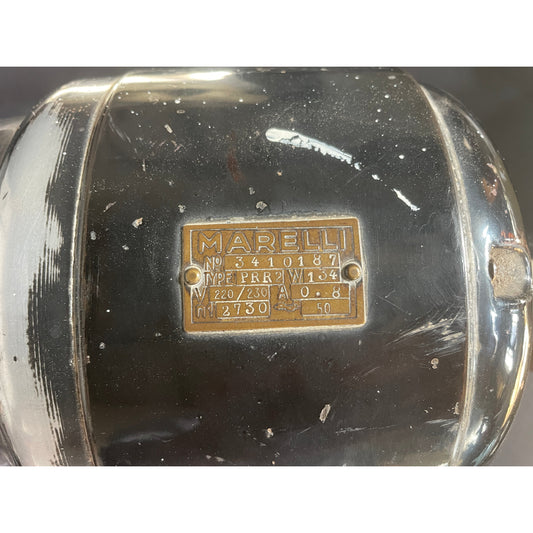 MARELLI
No 3410187
TYPE PRR2 W 134
V 220/230 A 0.8
2730 50